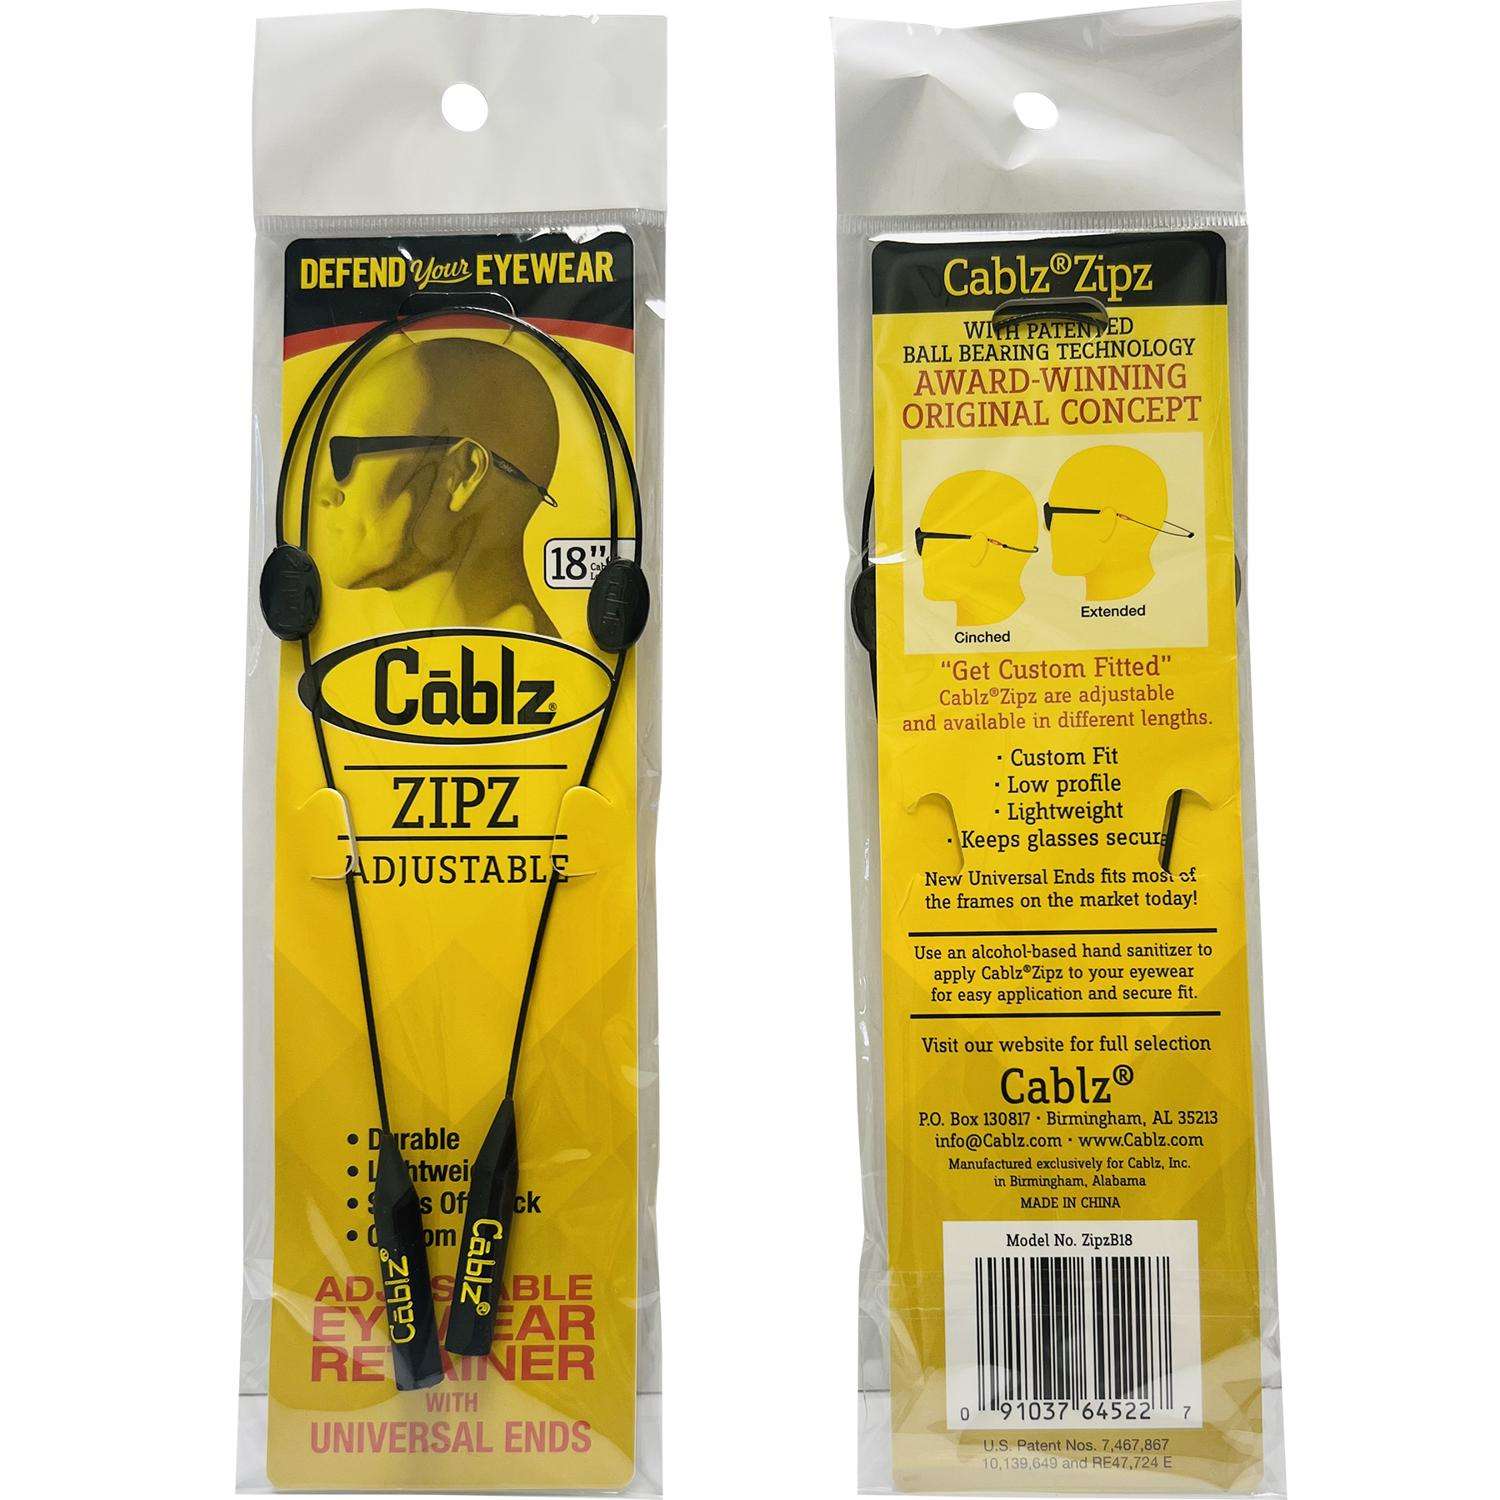 DEFEND Your EYEWEAR
18"
Cāblz®
ZIPZ
ADJUSTABLE
• Durable
•
•
•
Cāblz®
Cāblz®
ADJUSTABLE
EYEWEAR
RETAINER
WITH
UNIVERSAL ENDS
Cablz®Zipz
WITH PATENTED
BALL BEARING TECHNOLOGY
AWARD-WINNING
ORIGINAL CONCEPT
Cinched
Extended
"Get Custom Fitted"
Cablz®Zipz are adjustable
and available in different lengths.
· Custom Fit
· Low profile
· Lightweight
· Keeps glasses secure
New Universal Ends fits most of
the frames on the market today!
Use an alcohol-based hand sanitizer to
apply Cablz®Zipz to your eyewear
for easy application and secure fit.
Visit our website for full selection
Cablz®
P.O. Box 130817 · Birmingham, AL 35213
info@Cablz.com · www.Cablz.com
Manufactured exclusively for Cablz, Inc.
in Birmingham, Alabama
MADE IN CHINA
Model No. ZipzB18
0 91037 64522 7
U.S. Patent Nos. 7,467,867
10,139,649 and RE47,724 E